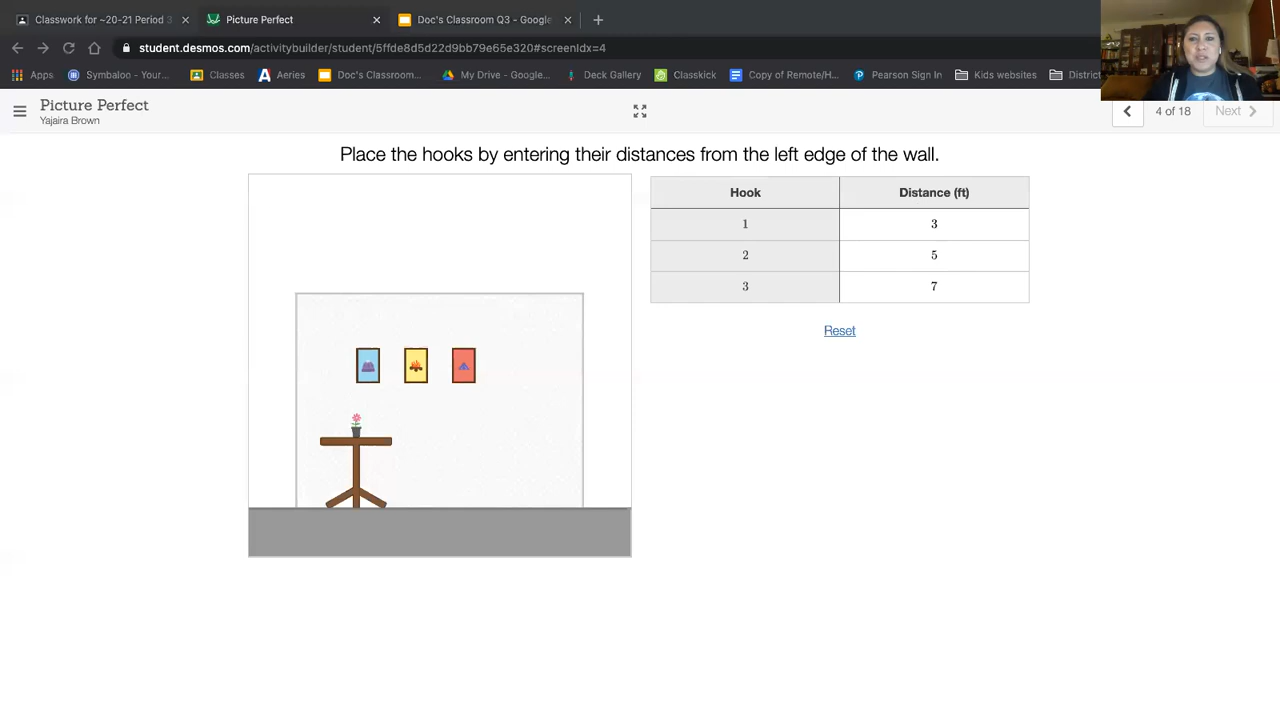 Classwork for ~20-21 Period 3
Picture Perfect
Doc's Classroom Q3 - Google
student.desmos.com/activitybuilder/student/5ffde8d5d22d9bb79e65e320#screenIdx=4
Apps
Symbaloo - Your...
Classes
Aeries
Doc's Classroom...
My Drive - Google...
Deck Gallery
Classkick
Copy of Remote/H...
Pearson Sign In
Kids websites
District
Picture Perfect
Yajaira Brown
4 of 18
Next
Place the hooks by entering their distances from the left edge of the wall.
Hook Distance (ft)
1 3
2 5
3 7
Reset